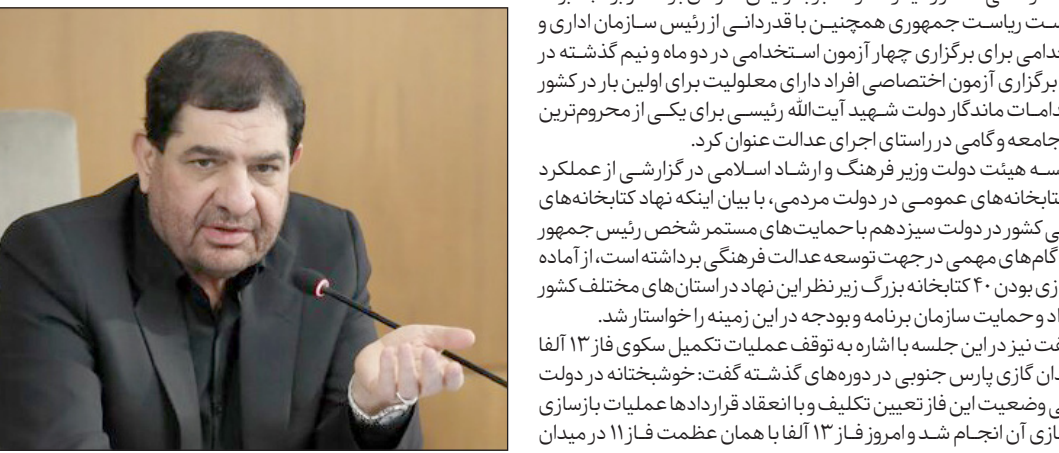 ست ریاست جمهوری همچنین با قدردانی از رئیس سازمان اداری و
دامی برای برگزاری چهار آزمون استخدامی در دو ماه و نیم گذشته در
برگزاری آزمون اختصاصی افراد دارای معلولیت برای اولین بار در کشور
دامات ماندگار دولت شهید آیت‌الله رئیسی برای یکی از محروم‌ترین
جامعه و گامی در راستای اجرای عدالت عنوان کرد.
سه هیئت دولت وزیر فرهنگ و ارشاد اسلامی در گزارشی از عملکرد
کتابخانه‌های عمومی در دولت مردمی، با بیان اینکه نهاد کتابخانه‌های
ی کشور در دولت سیزدهم با حمایت‌های مستمر شخص رئیس جمهور
گام‌های مهمی در جهت توسعه عدالت فرهنگی برداشته است، از آماده
زی بودن ۴۰ کتابخانه بزرگ زیر نظر این نهاد در استان‌های مختلف کشور
اد و حمایت سازمان برنامه و بودجه در این زمینه را خواستار شد.
فت نیز در این جلسه با اشاره به توقف عملیات تکمیل سکوی فاز ۱۳ آلفا
دان گازی پارس جنوبی در دوره‌های گذشته گفت: خوشبختانه در دولت
ی وضعیت این فاز تعیین تکلیف و با انعقاد قراردادها عملیات بازسازی
ازی آن انجام شد و امروز فاز ۱۳ آلفا با همان عظمت فاز ۱۱ در میدان